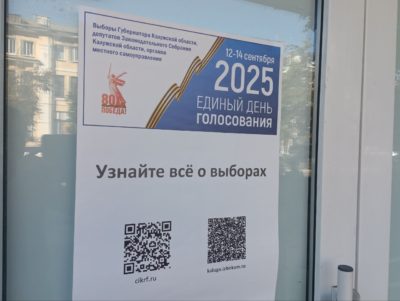 Выборы Губернатора Калужской области,
депутатов Законодательного Собрания
Калужской области, органов
местного самоуправления
80
ПОБЕДА!
12-14 сентября
2025
ЕДИНЫЙ ДЕНЬ
ГОЛОСОВАНИЯ
Узнайте всё о выборах
cikrf.ru
kaluga.izbirkom.ru